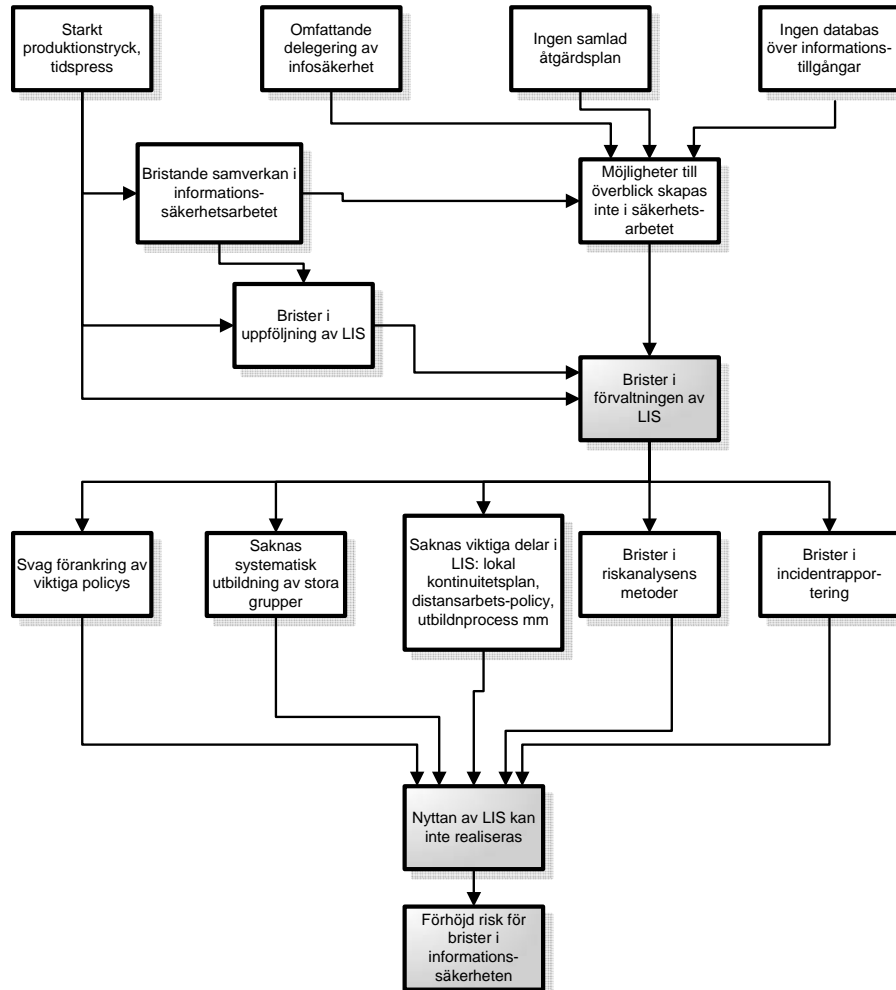 Starkt
produktionstryck,
tidspress
Omfattande
delegering av
infosäkerhet
Ingen samlad
åtgärdsplan
Ingen databas
över informations-
tillgångar
Bristande samverkan i
informations-
säkerhetsarbetet
Möjligheter till
överblick skapas
inte i säkerhets-
arbetet
Brister i
uppföljning av LIS
Brister i
förvaltningen av
LIS
Svag förankring av
viktiga policys
Saknas
systematisk
utbildning av stora
grupper
Saknas viktiga delar i
LIS: lokal
kontinuitetsplan,
distansarbets-policy,
utbildnprocess mm
Brister i
riskanalysens
metoder
Brister i
incidentrappor-
tering
Nyttan av LIS kan
inte realiseras
Förhöjd risk för
brister i
informations-
säkerheten